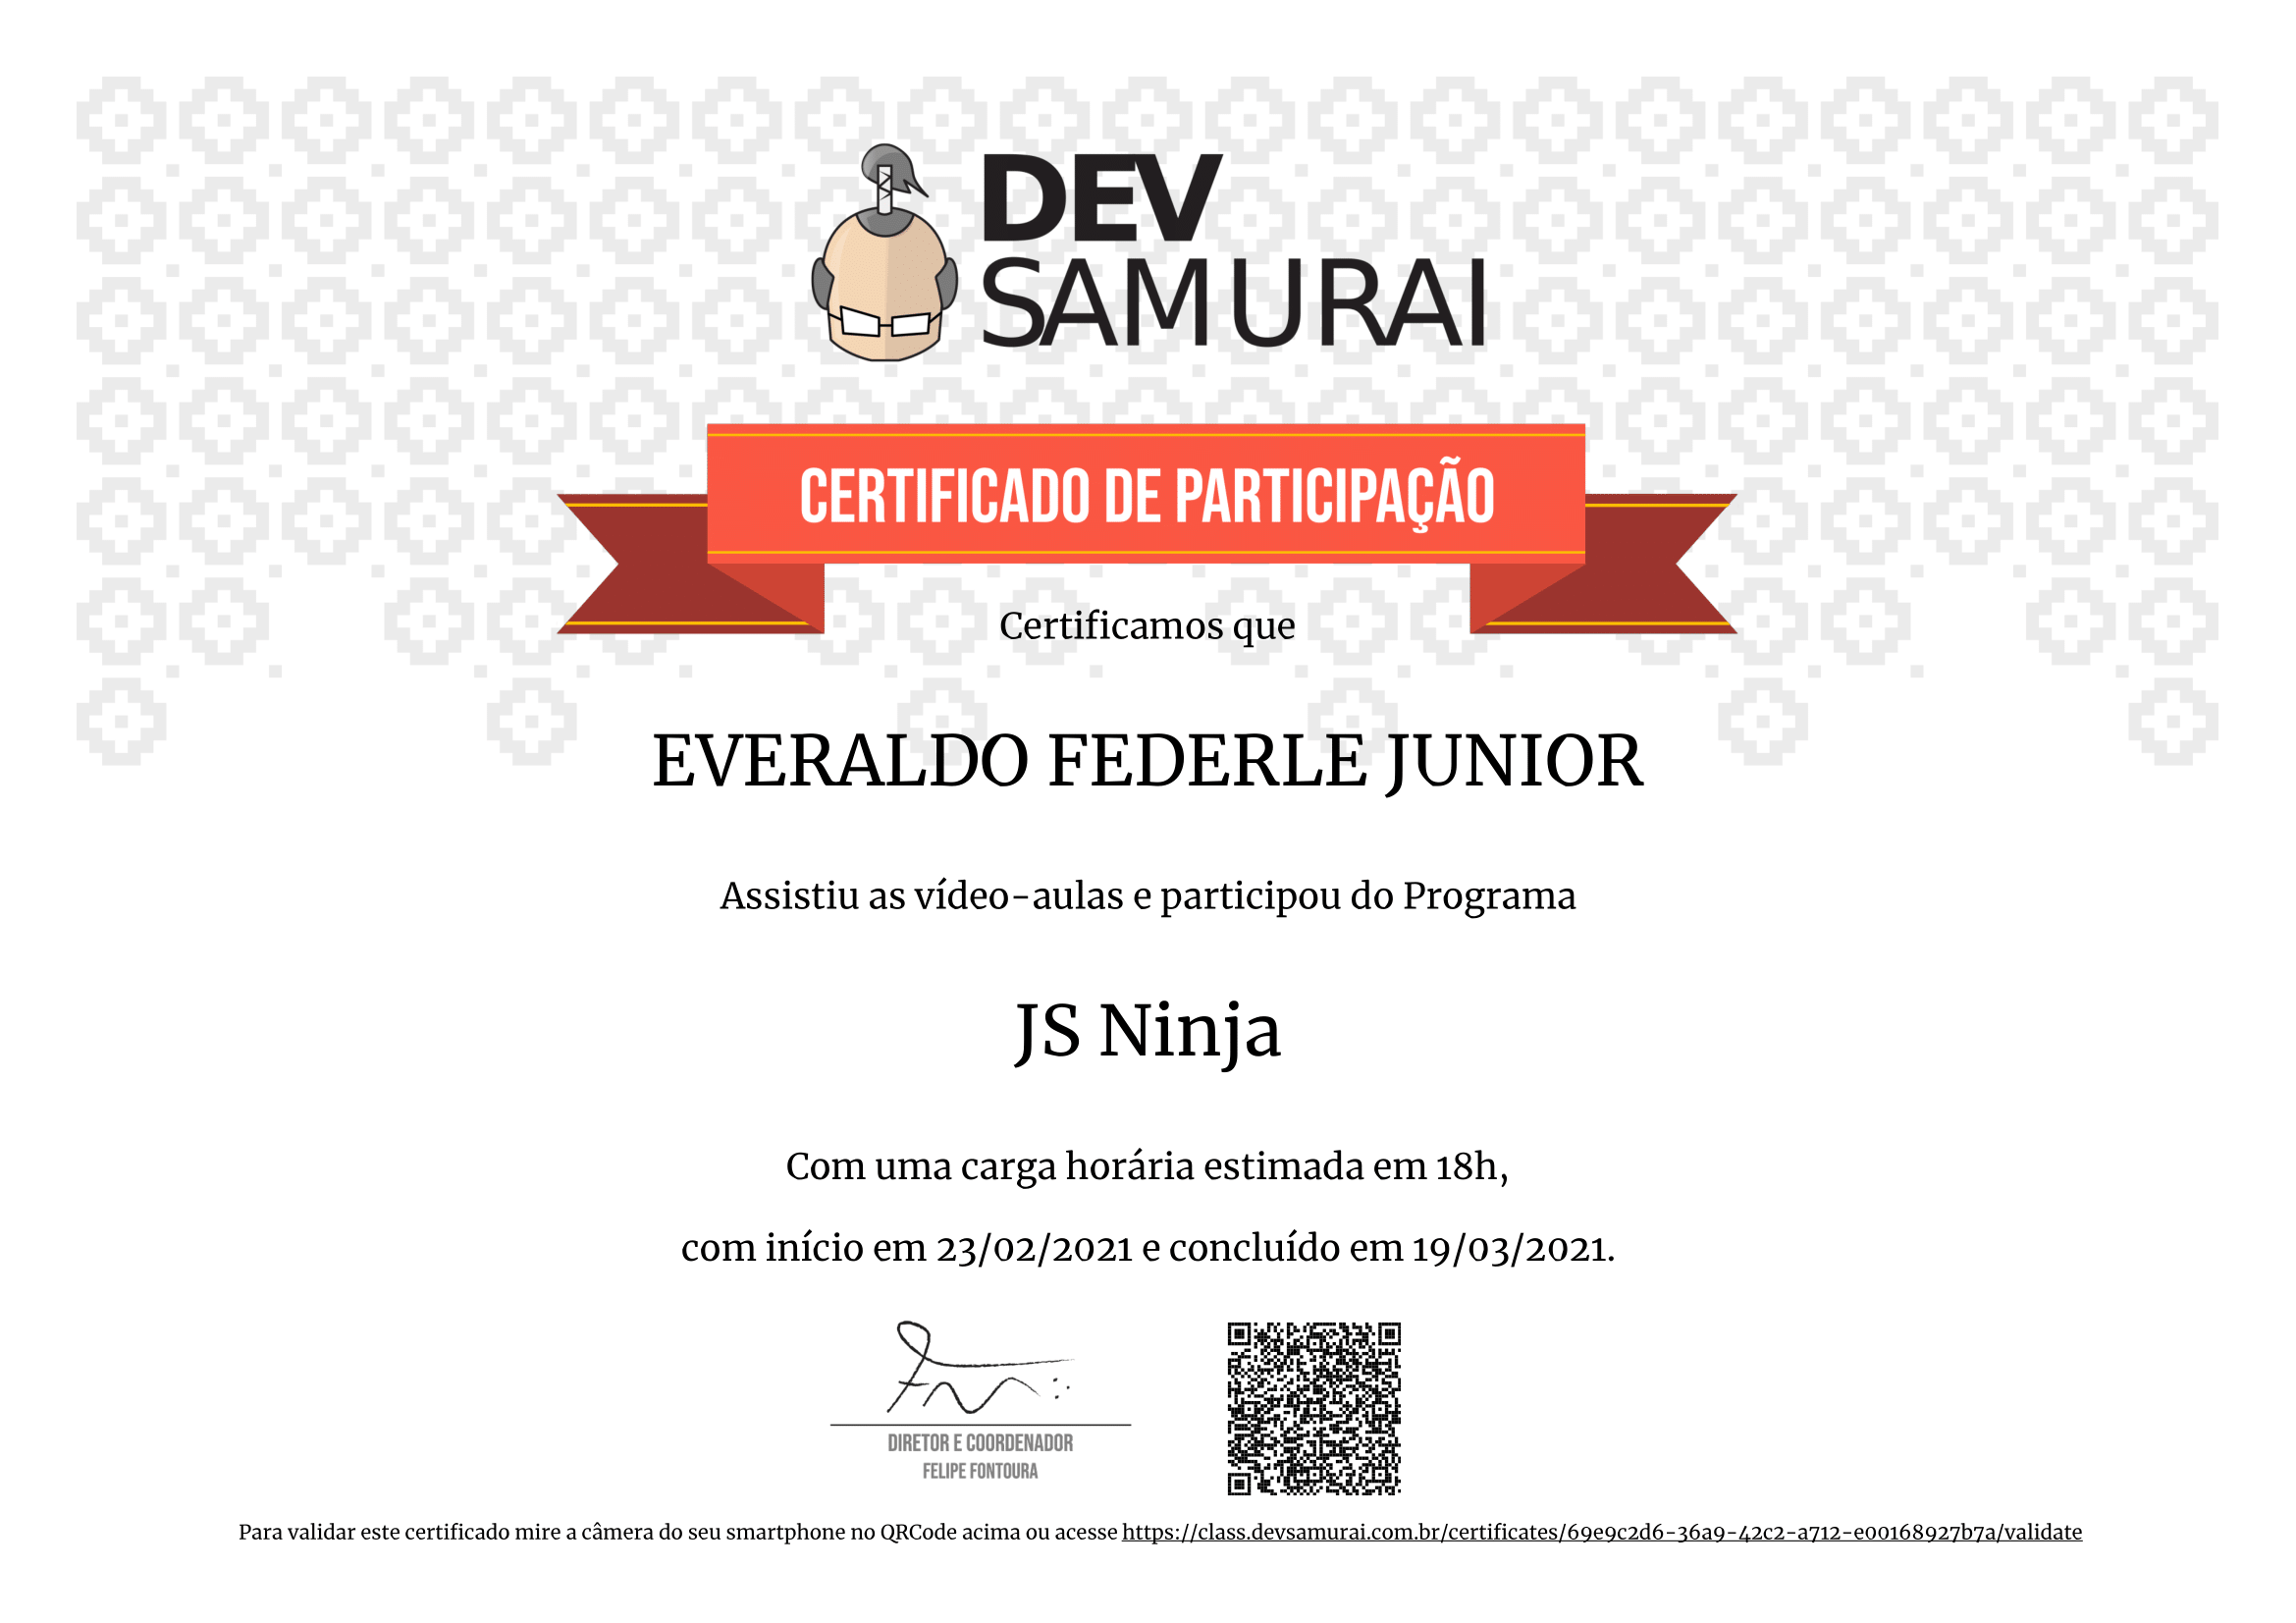 DEV
SAMURAI
CERTIFICADO DE PARTICIPAÇÃO
Certificamos que
EVERALDO FEDERLE JUNIOR
Assistiu as vídeo-aulas e participou do Programa
JS Ninja
Com uma carga horária estimada em 18h,
com início em 23/02/2021 e concluído em 19/03/2021.
DIRETOR E COORDENADOR
FELIPE FONTOURA
Para validar este certificado mire a câmera do seu smartphone no QRCode acima ou acesse https://class.devsamurai.com.br/certificates/69e9c2d6-36a9-42c2-a712-e00168927b7a/validate